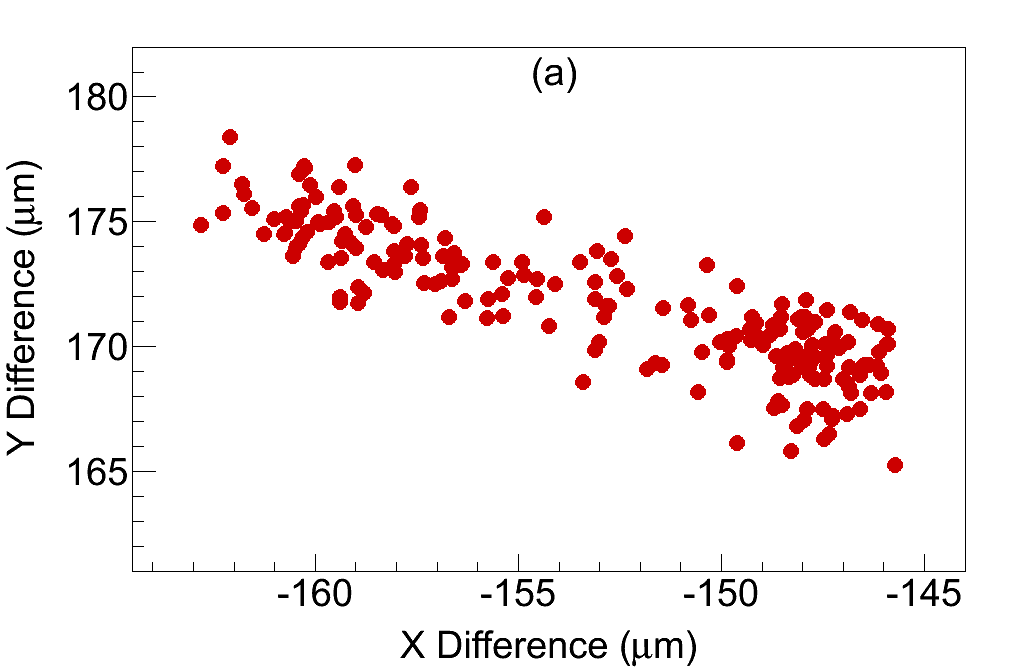 (a)
180
175
170
165
Y Difference (μm)
-160 -155 -150 -145
X Difference (μm)